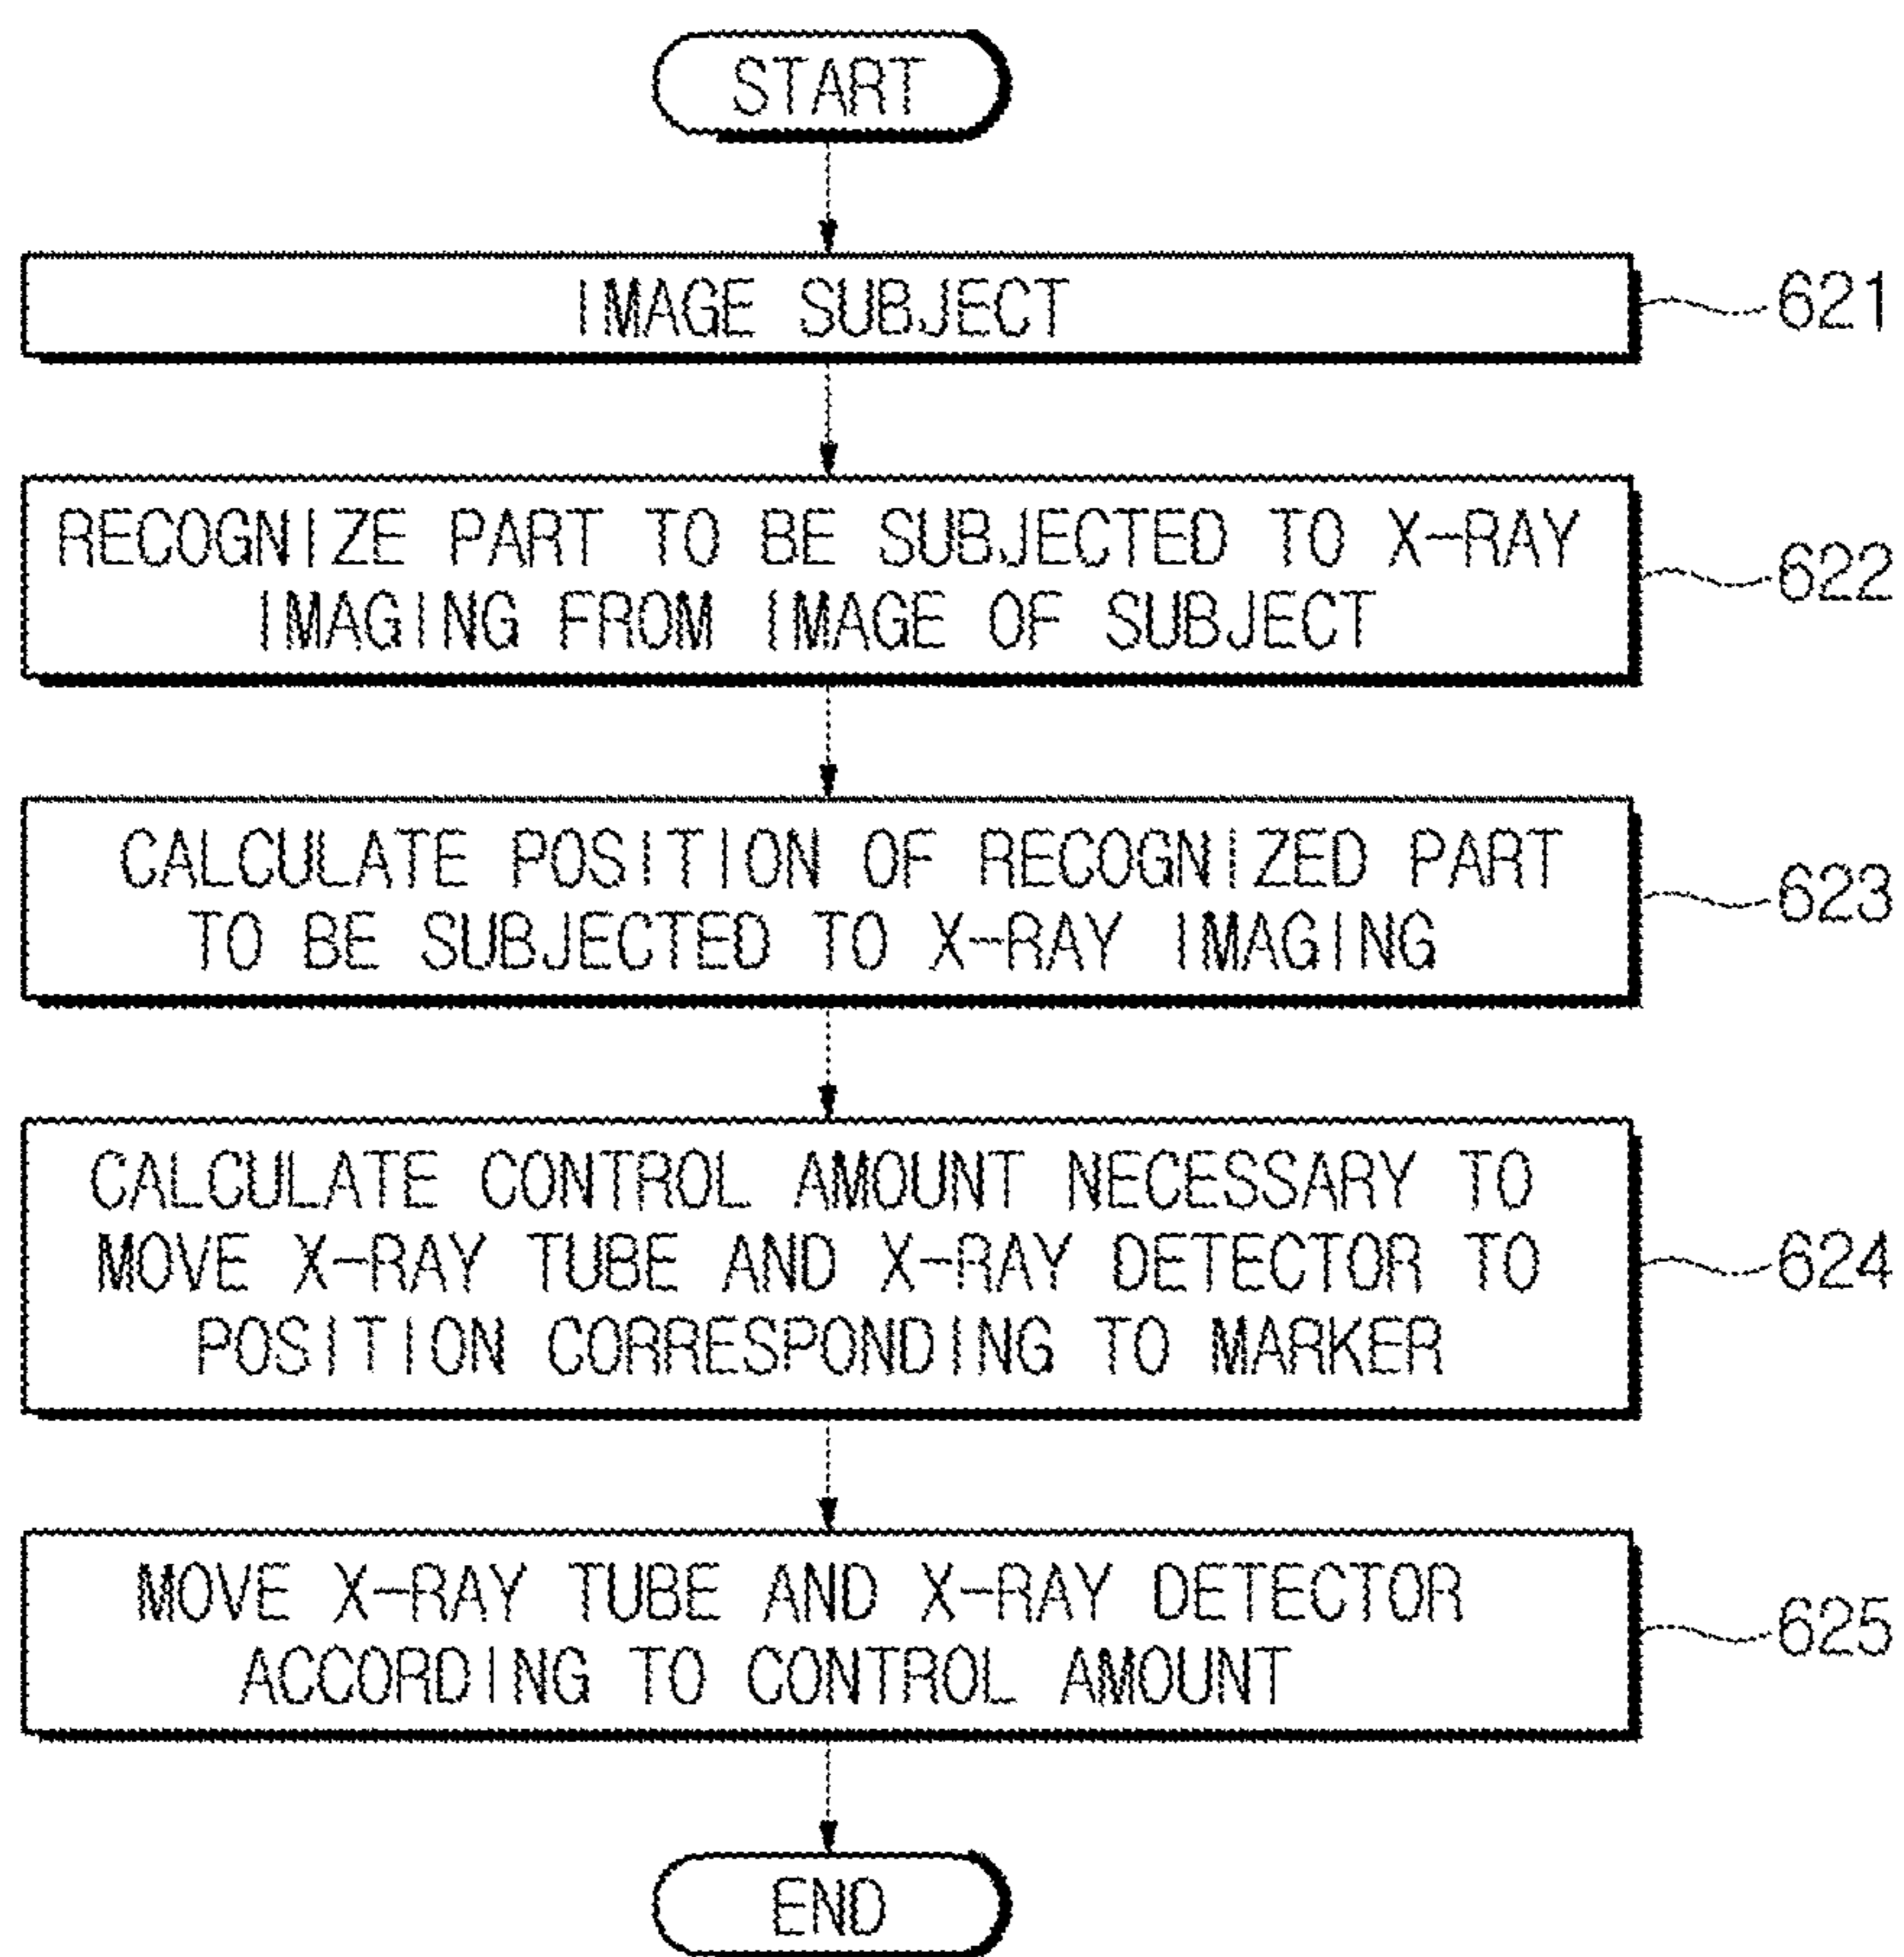 START
IMAGE SUBJECT
621
RECOGNIZE PART TO BE SUBJECTED TO X-RAY
IMAGING FROM IMAGE OF SUBJECT
622
CALCULATE POSITION OF RECOGNIZED PART
TO BE SUBJECTED TO X-RAY IMAGING
623
CALCULATE CONTROL AMOUNT NECESSARY TO
MOVE X-RAY TUBE AND X-RAY DETECTOR TO
POSITION CORRESPONDING TO MARKER
624
MOVE X-RAY TUBE AND X-RAY DETECTOR
ACCORDING TO CONTROL AMOUNT
625
END